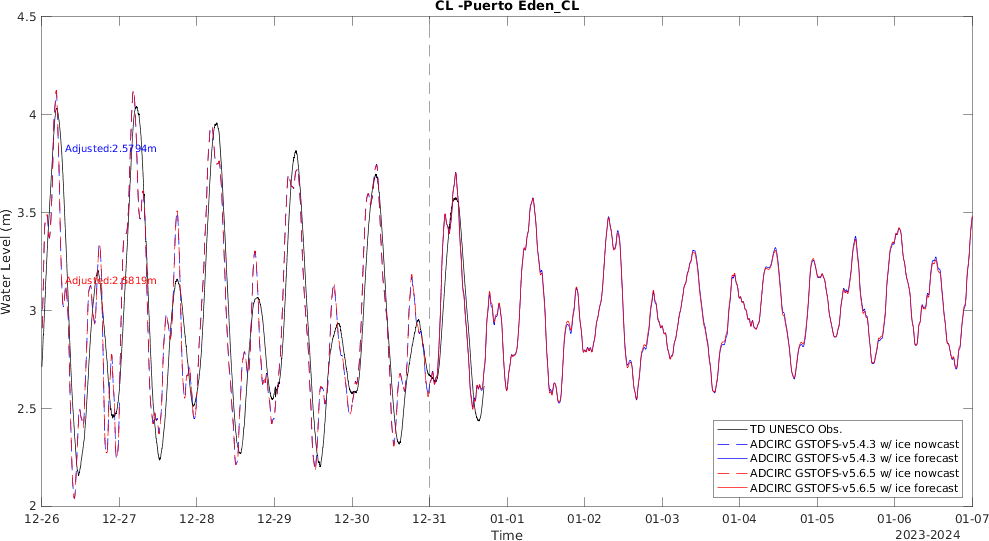 CL -Puerto Eden_CL
4.5
4
3.5
3
2.5
2
Water Level (m)
Adjusted:2.5794m
Adjusted:2.6819m
TD UNESCO Obs.
ADCIRC GSTOFS-v5.4.3 w/ ice nowcast
ADCIRC GSTOFS-v5.4.3 w/ ice forecast
ADCIRC GSTOFS-v5.6.5 w/ ice nowcast
ADCIRC GSTOFS-v5.6.5 w/ ice forecast
12-26 12-27 12-28 12-29 12-30 12-31 01-01 01-02 01-03 01-04 01-05 01-06 01-07
Time
2023-2024